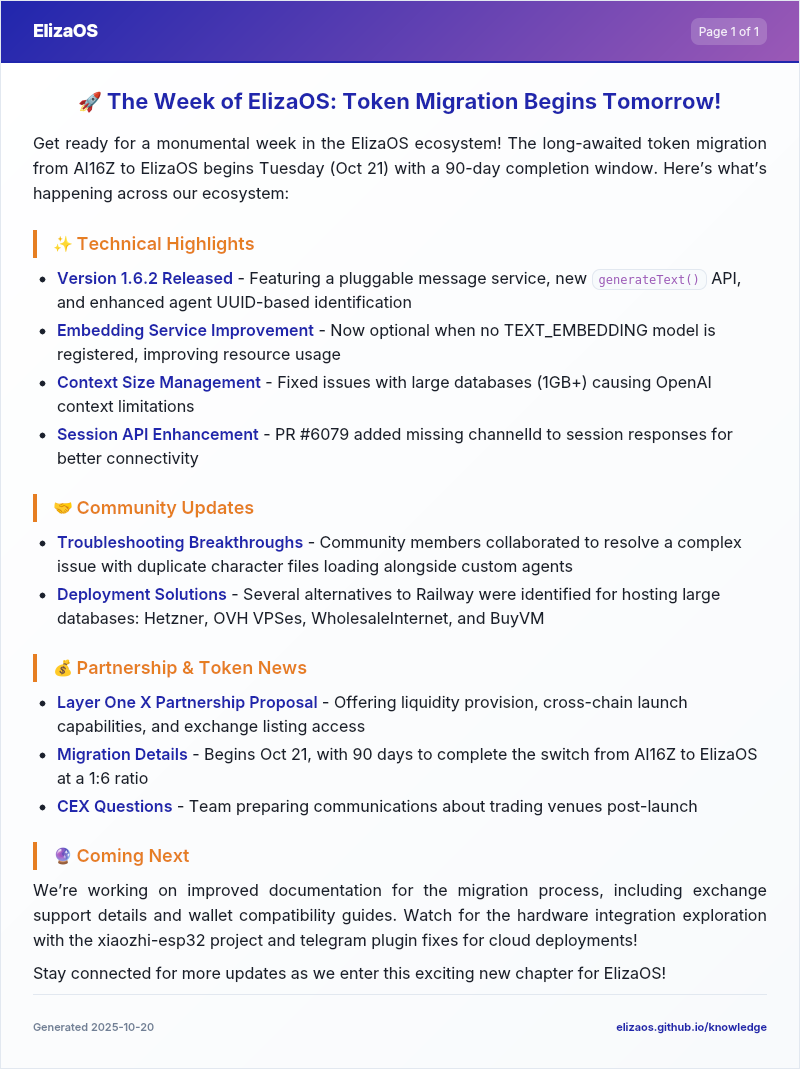 ElizaOS
Page 1 of 1
🚀 The Week of ElizaOS: Token Migration Begins Tomorrow!
Get ready for a monumental week in the ElizaOS ecosystem! The long-awaited token migration
from AI16Z to ElizaOS begins Tuesday (Oct 21) with a 90-day completion window. Here’s what’s
happening across our ecosystem:
✨ Technical Highlights
• Version 1.6.2 Released - Featuring a pluggable message service, new generateText() API,
and enhanced agent UUID-based identification
• Embedding Service Improvement - Now optional when no TEXT_EMBEDDING model is
registered, improving resource usage
• Context Size Management - Fixed issues with large databases (1GB+) causing OpenAI
context limitations
• Session API Enhancement - PR #6079 added missing channelId to session responses for
better connectivity
🤝 Community Updates
• Troubleshooting Breakthroughs - Community members collaborated to resolve a complex
issue with duplicate character files loading alongside custom agents
• Deployment Solutions - Several alternatives to Railway were identified for hosting large
databases: Hetzner, OVH VPSes, WholesaleInternet, and BuyVM
💰 Partnership & Token News
• Layer One X Partnership Proposal - Offering liquidity provision, cross-chain launch
capabilities, and exchange listing access
• Migration Details - Begins Oct 21, with 90 days to complete the switch from AI16Z to ElizaOS
at a 1:6 ratio
• CEX Questions - Team preparing communications about trading venues post-launch
🔮 Coming Next
We’re working on improved documentation for the migration process, including exchange
support details and wallet compatibility guides. Watch for the hardware integration exploration
with the xiaozhi-esp32 project and telegram plugin fixes for cloud deployments!
Stay connected for more updates as we enter this exciting new chapter for ElizaOS!
Generated 2025-10-20
elizaos.github.io/knowledge